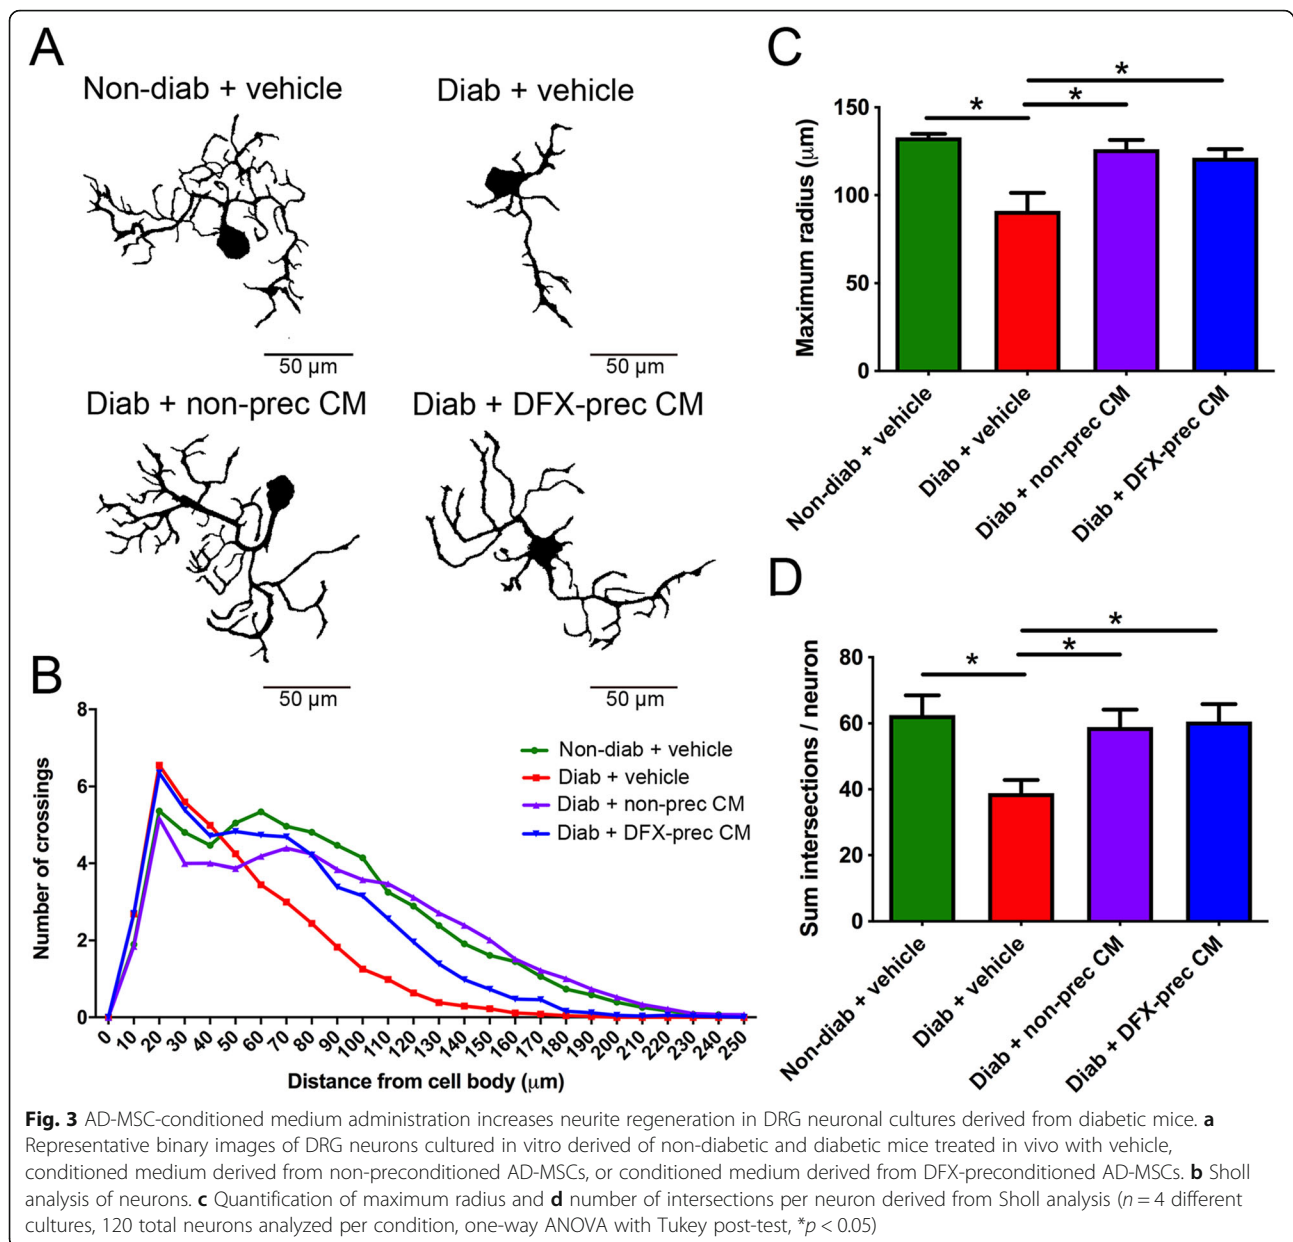 A
Non-diab + vehicle
Diab + vehicle
50 µm
50 µm
Diab + non-prec CM
Diab + DFX-prec CM
50 µm
50 µm
B
Number of crossings
8
6
4
2
0
Non-diab + vehicle
Diab + vehicle
Diab + non-prec CM
Diab + DFX-prec CM
0 10 20 30 40 50 60 70 80 90 100 110 120 130 140 150 160 170 180 190 200 210 220 230 240 250
Distance from cell body (µm)
C
Maximum radius (µm)
150
100
50
0
* * *
Non-diab + vehicle
Diab + vehicle
Diab + non-prec CM
Diab + DFX-prec CM
D
Sum intersections / neuron
80
60
40
20
0
* * *
Non-diab + vehicle
Diab + vehicle
Diab + non-prec CM
Diab + DFX-prec CM
Fig. 3 AD-MSC-conditioned medium administration increases neurite regeneration in DRG neuronal cultures derived from diabetic mice. a
Representative binary images of DRG neurons cultured in vitro derived of non-diabetic and diabetic mice treated in vivo with vehicle,
conditioned medium derived from non-preconditioned AD-MSCs, or conditioned medium derived from DFX-preconditioned AD-MSCs. b Sholl
analysis of neurons. c Quantification of maximum radius and d number of intersections per neuron derived from Sholl analysis (n = 4 different
cultures, 120 total neurons analyzed per condition, one-way ANOVA with Tukey post-test, *p < 0.05)